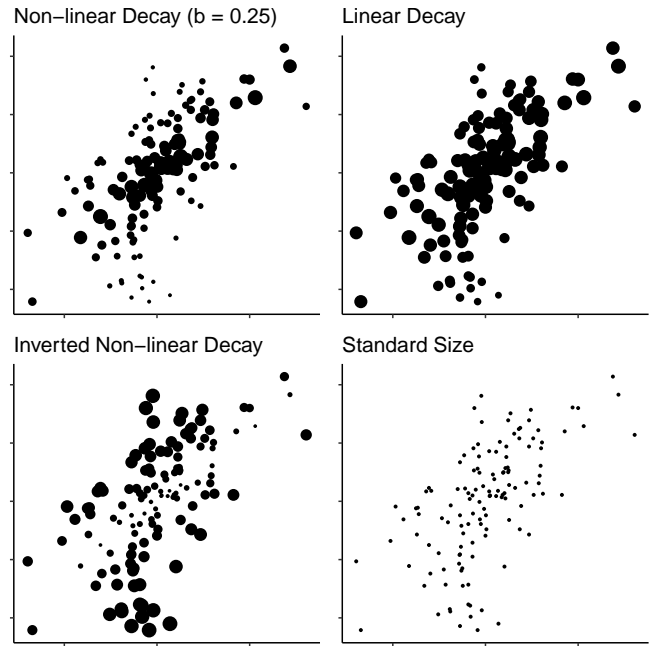 Non−linear Decay (b = 0.25)
Linear Decay
Inverted Non−linear Decay
Standard Size